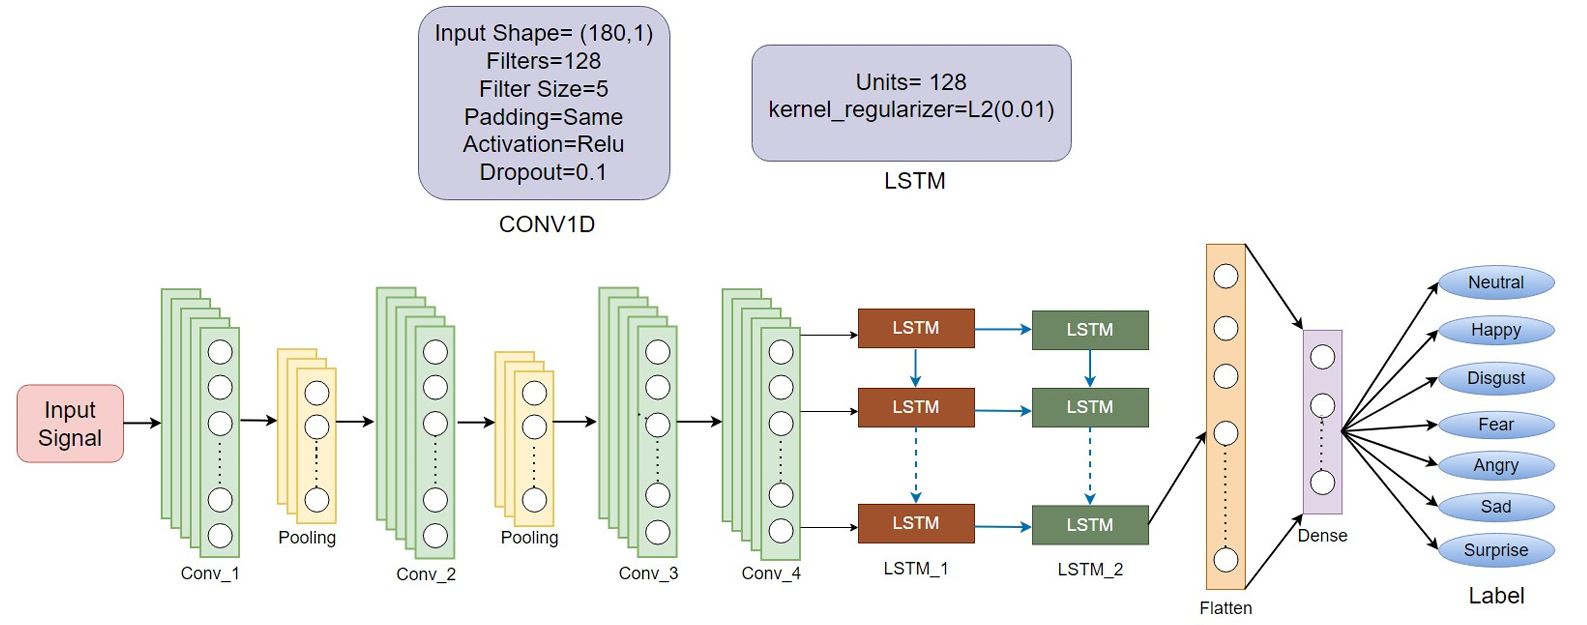 Input Shape= (180,1)
Filters=128
Filter Size=5
Padding=Same
Activation=Relu
Dropout=0.1
CONV1D
Units= 128
kernel_regularizer=L2(0.01)
LSTM
Input
Signal
Conv_1
Pooling
Conv_2
Pooling
Conv_3
Conv_4
LSTM
LSTM
LSTM
LSTM_1
LSTM
LSTM
LSTM
LSTM_2
Flatten
Dense
Neutral
Happy
Disgust
Fear
Angry
Sad
Surprise
Label